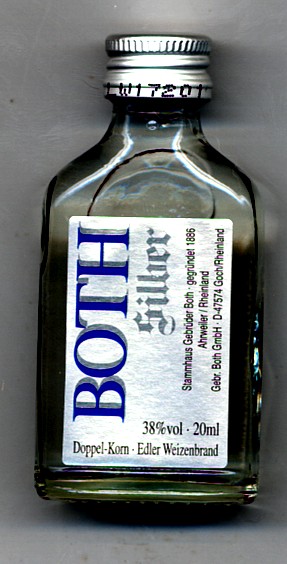 W1720
BOTH
Silber
Stammhaus Gebrüder Both · gegründet 1886
Ahrweiler / Rheinland
Gebr. Both GmbH · D-47574 Goch/Rheinland
38%vol · 20ml
Doppel-Korn · Edler Weizenbrand